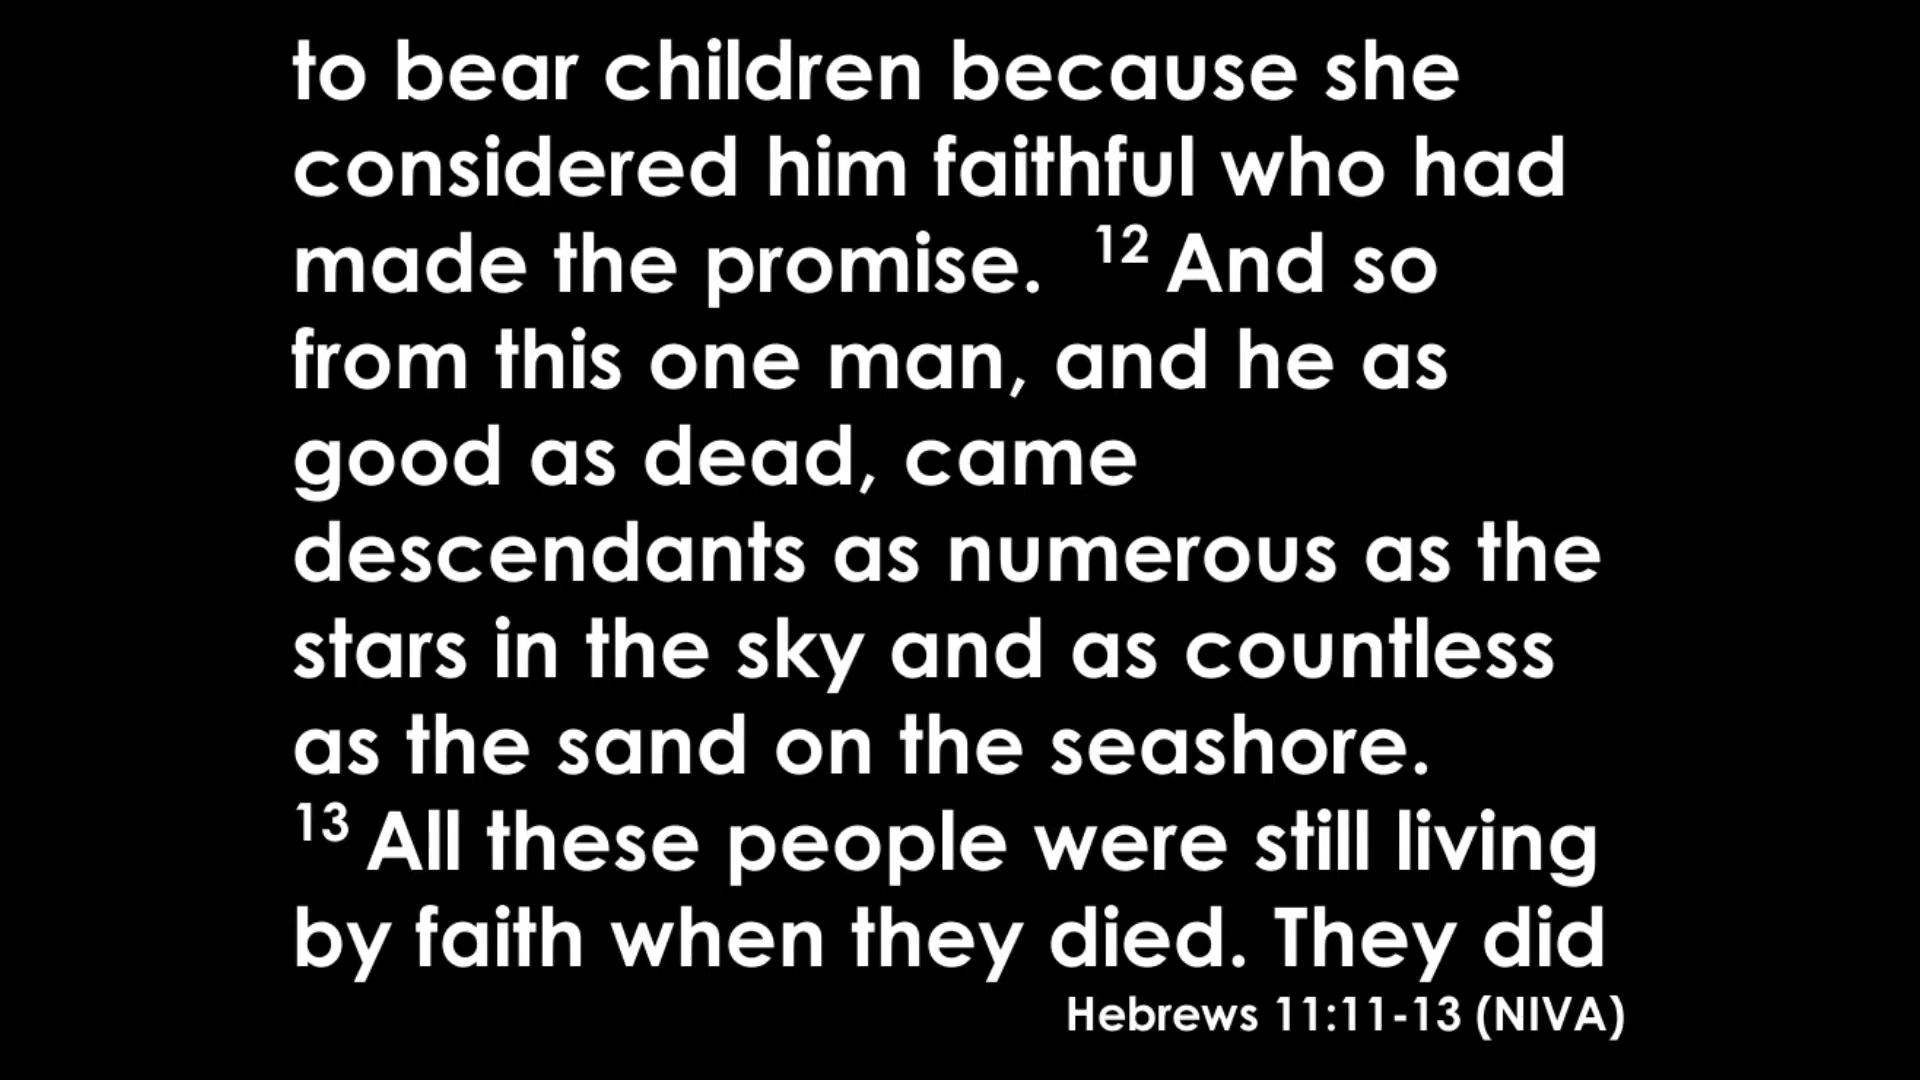 to bear children because she
considered him faithful who had
made the promise. 12 And so
from this one man, and he as
good as dead, came
descendants as numerous as the
stars in the sky and as countless
as the sand on the seashore.
13 All these people were still living
by faith when they died. They did
Hebrews 11:11-13 (NIVA)